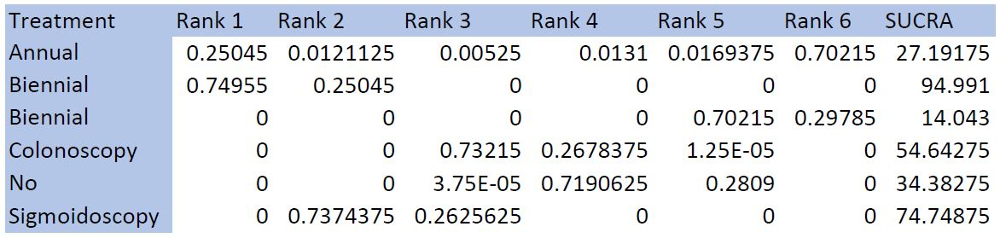 Treatment Rank 1 Rank 2 Rank 3 Rank 4 Rank 5 Rank 6 SUCRA
Annual 0.25045 0.0121125 0.00525 0.0131 0.0169375 0.70215 27.19175
Biennial 0.74955 0.25045 0 0 0 0 94.991
Biennial 0 0 0 0 0.70215 0.29785 14.043
Colonoscopy 0 0 0.73215 0.2678375 1.25E-05 0 54.64275
No 0 0 3.75E-05 0.7190625 0.2809 0 34.38275
Sigmoidoscopy 0 0.7374375 0.2625625 0 0 0 74.74875